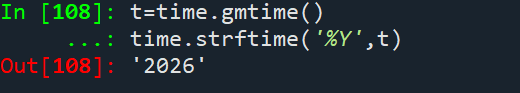 In [108]: t=time.gmtime()
...: time.strftime('%Y',t)
Out[108]: '2026'